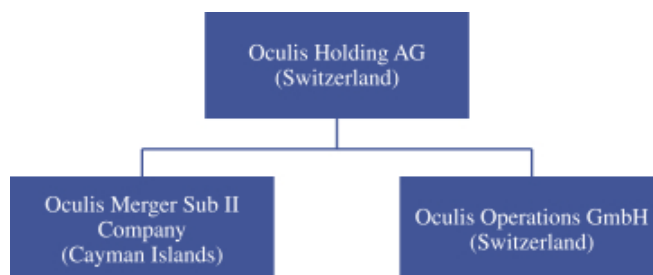 Oculis Holding AG
(Switzerland)
Oculis Merger Sub II
Company
(Cayman Islands)
Oculis Operations GmbH
(Switzerland)